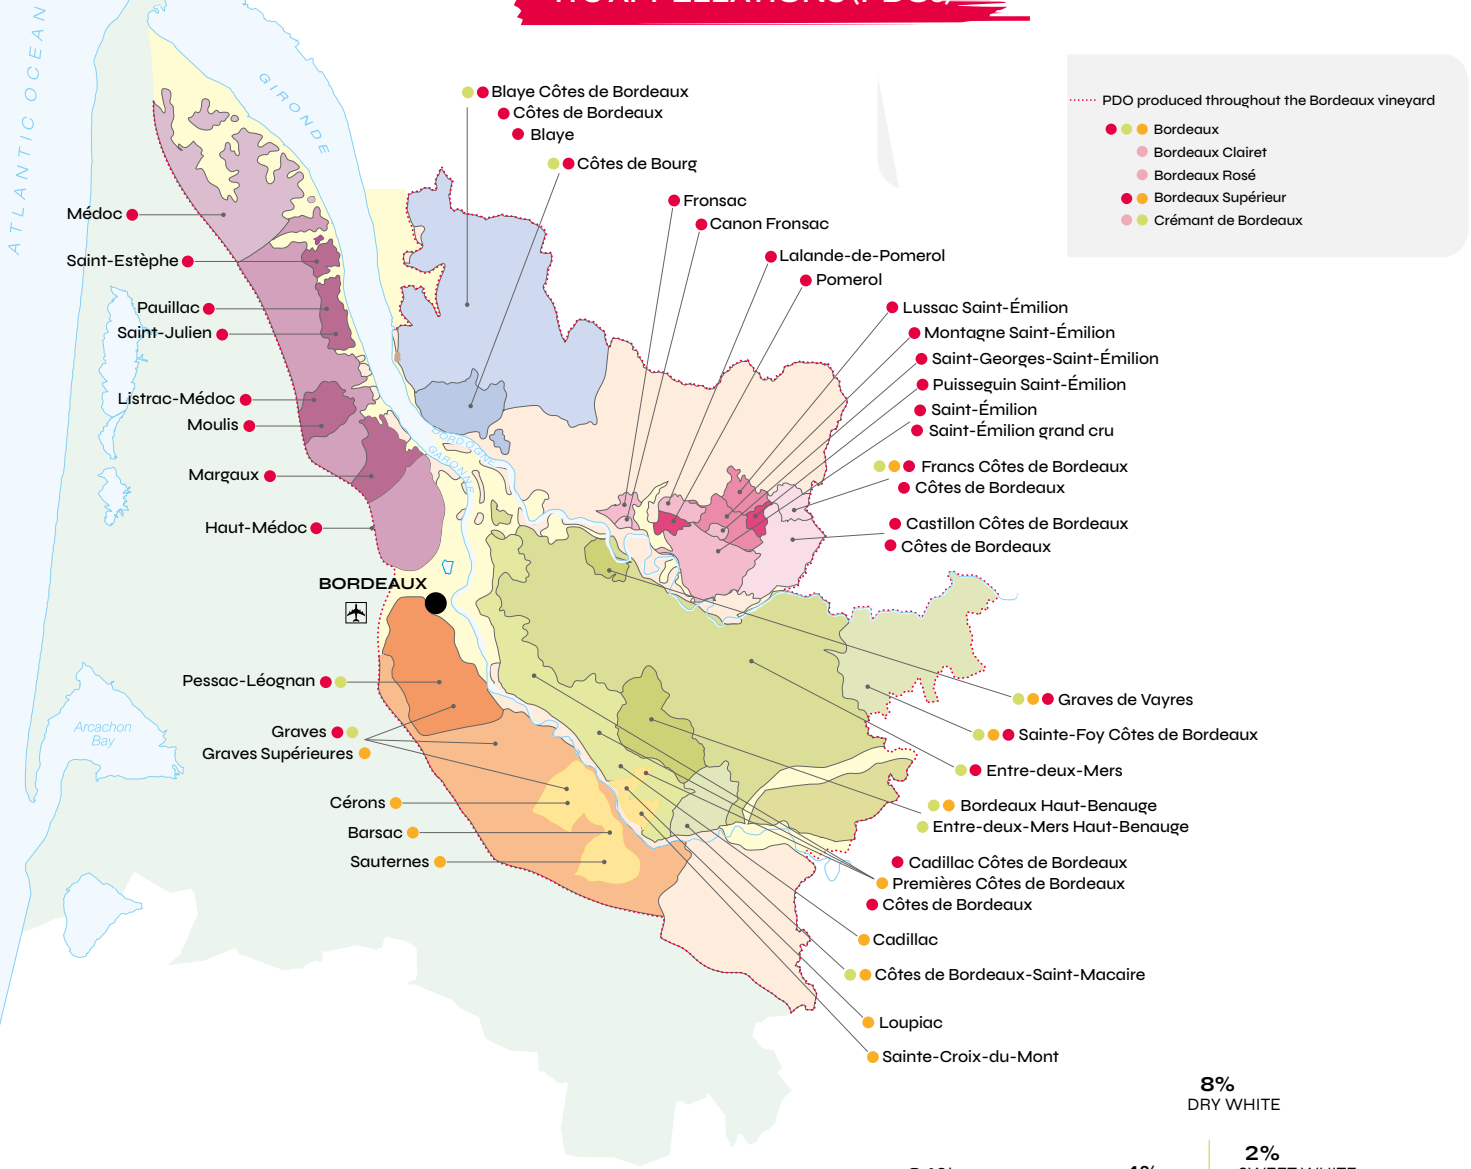 ATLANTIC OCEAN
GIRONDE
PDO produced throughout the Bordeaux vineyard
Bordeaux
Bordeaux Clairet
Bordeaux Rosé
Bordeaux Supérieur
Crémant de Bordeaux
Blaye Côtes de Bordeaux
Côtes de Bordeaux
Blaye
Côtes de Bourg
Fronsac
Canon Fronsac
Lalande-de-Pomerol
Pomerol
Lussac Saint-Émilion
Montagne Saint-Émilion
Saint-Georges-Saint-Émilion
Puisseguin Saint-Émilion
Saint-Émilion
Saint-Émilion grand cru
Francs Côtes de Bordeaux
Côtes de Bordeaux
Castillon Côtes de Bordeaux
Côtes de Bordeaux
Médoc
Saint-Estèphe
Pauillac
Saint-Julien
Listrac-Médoc
Moulis
Margaux
Haut-Médoc
DORDOGNE
GARONNE
BORDEAUX
Pessac-Léognan
Graves
Graves Supérieures
Cérons
Barsac
Sauternes
Arcachon
Bay
Graves de Vayres
Sainte-Foy Côtes de Bordeaux
Entre-deux-Mers
Bordeaux Haut-Benauge
Entre-deux-Mers Haut-Benauge
Cadillac Côtes de Bordeaux
Premières Côtes de Bordeaux
Côtes de Bordeaux
Cadillac
Côtes de Bordeaux-Saint-Macaire
Loupiac
Sainte-Croix-du-Mont
8%
DRY WHITE
2%